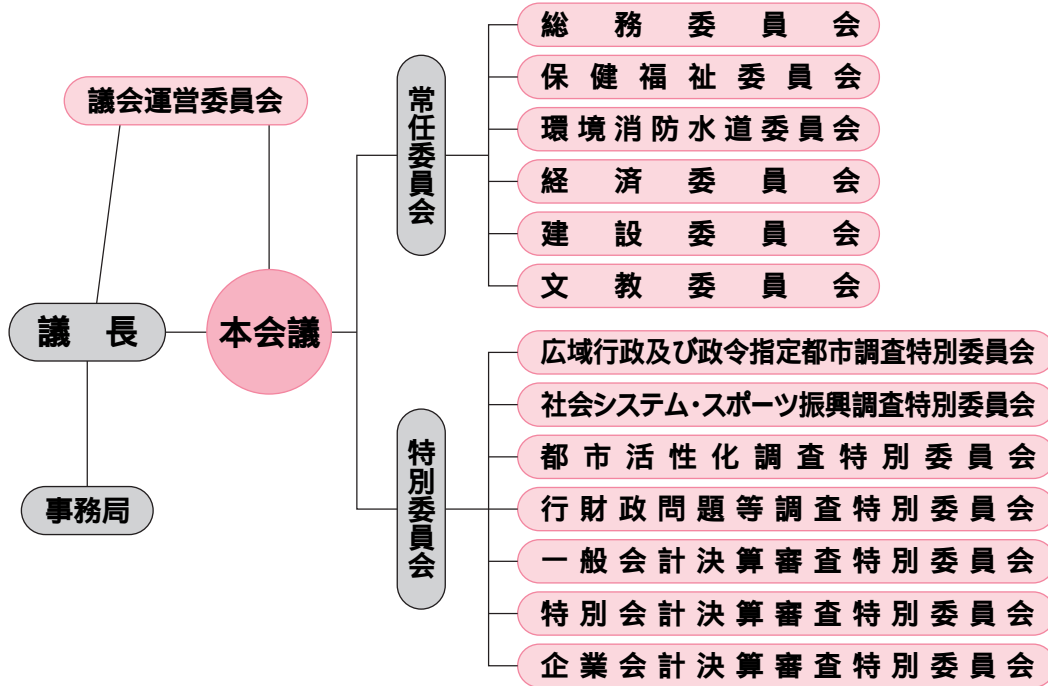 議会運営委員会
議長
本会議
事務局
常任委員会
総務委員会
保健福祉委員会
環境消防水道委員会
経済委員会
建設委員会
文教委員会
特別委員会
広域行政及び政令指定都市調査特別委員会
社会システム・スポーツ振興調査特別委員会
都市活性化調査特別委員会
行財政問題等調査特別委員会
一般会計決算審査特別委員会
特別会計決算審査特別委員会
企業会計決算審査特別委員会